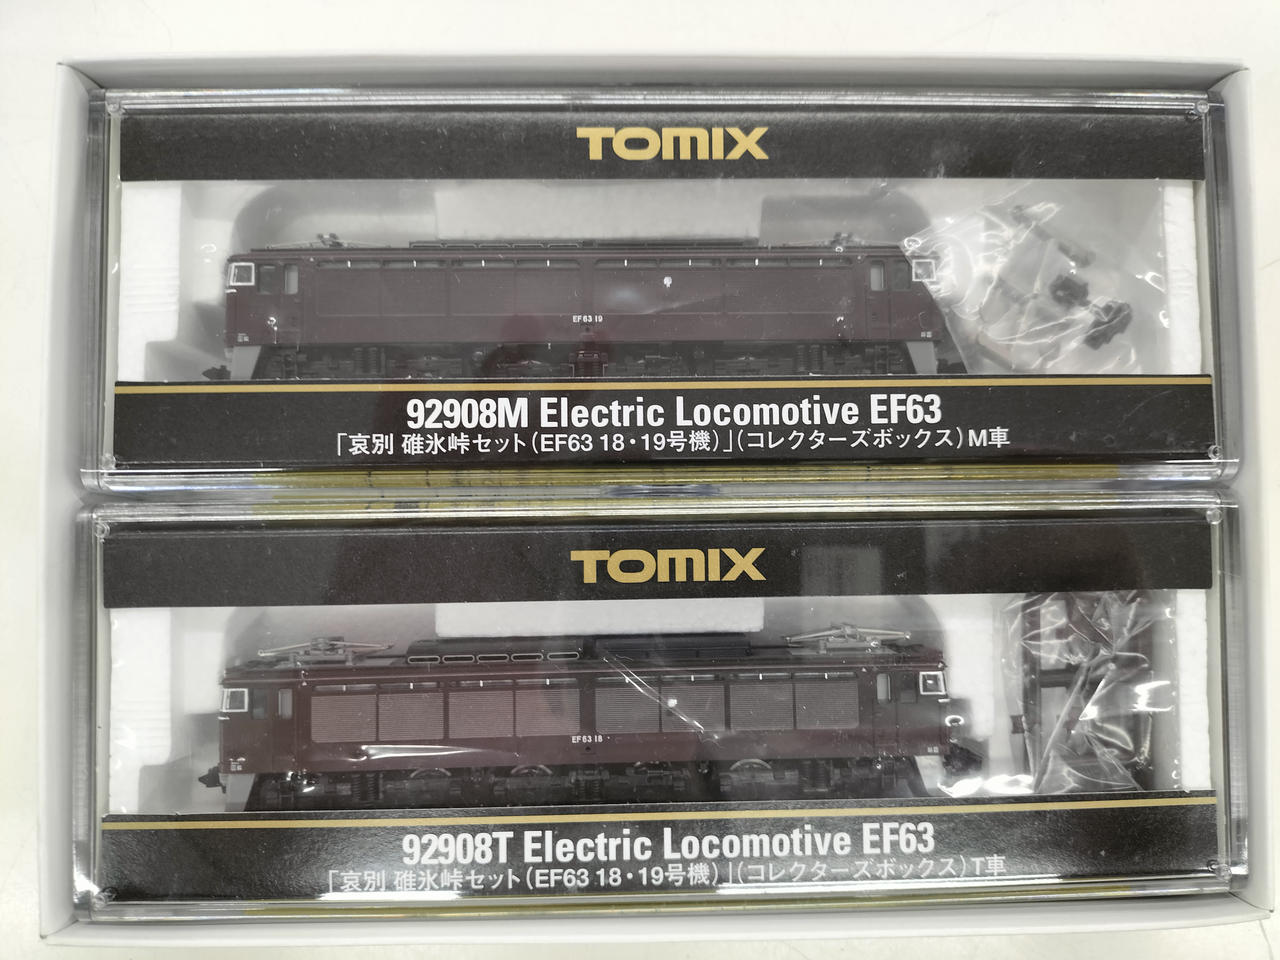 TOMIX
EF63 19
92908M Electric Locomotive EF63
「哀別 碓氷峠セット(EF63 18・19号機)」(コレクターズボックス)M車
TOMIX
EF63 18
92908T Electric Locomotive EF63
「哀別 碓氷峠セット(EF63 18・19号機)」(コレクターズボックス)T車